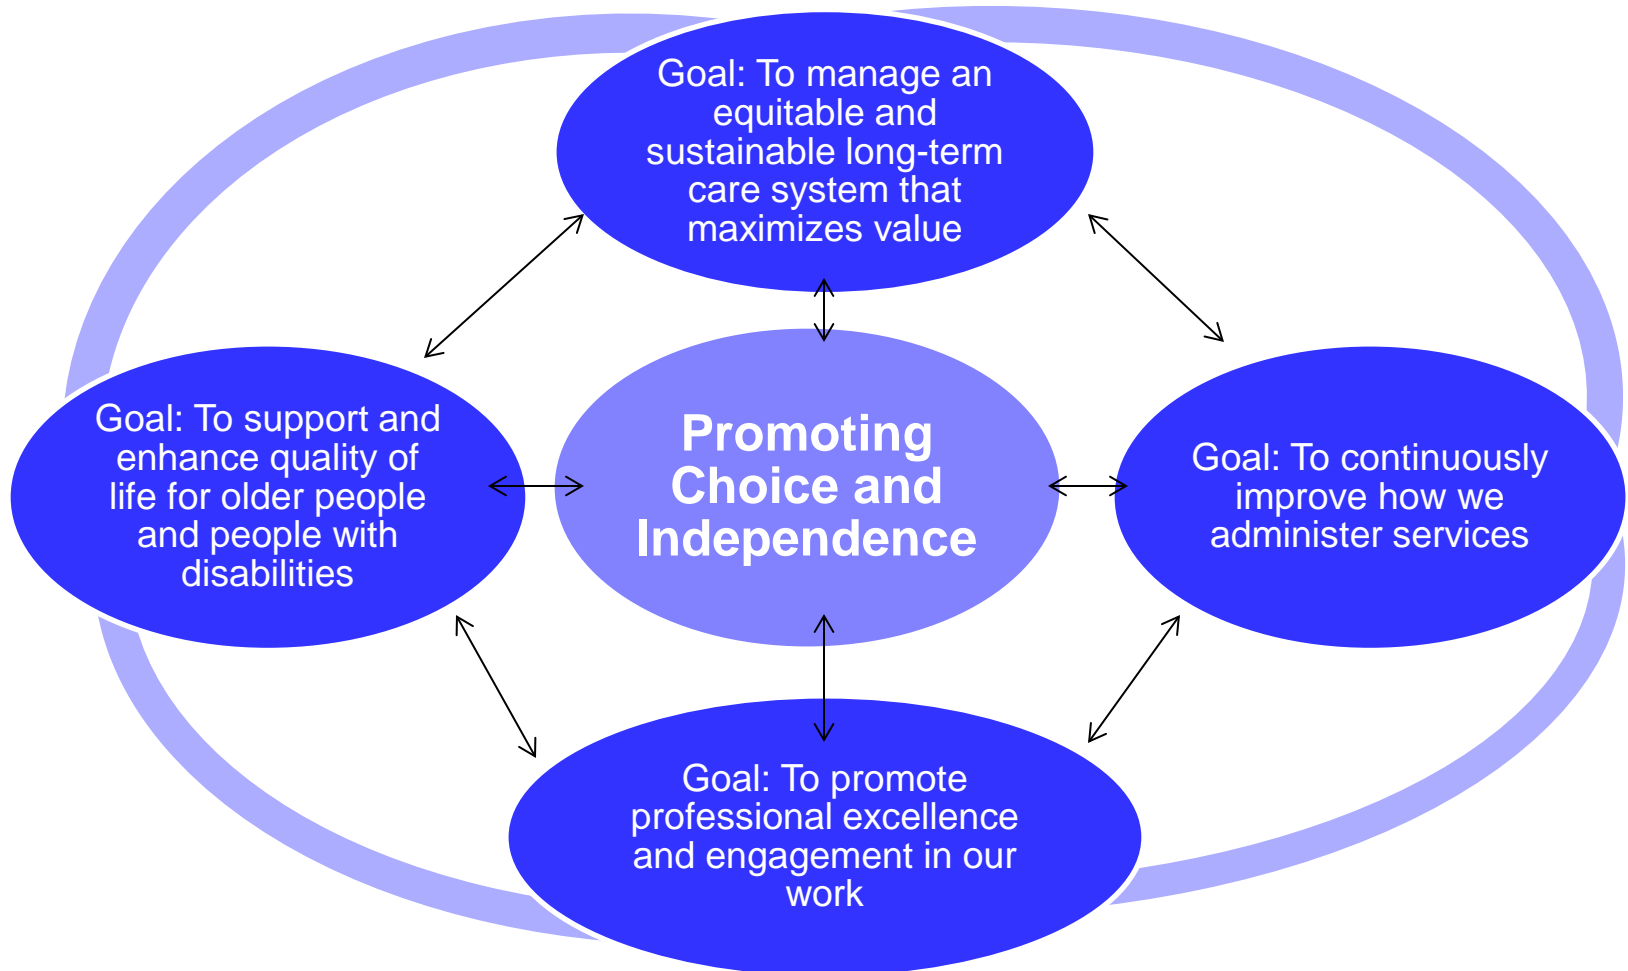 Goal: To manage an
equitable and
sustainable long-term
care system that
maximizes value
Goal: To support and
enhance quality of
life for older people
and people with
disabilities
Promoting
Choice and
Independence
Goal: To continuously
improve how we
administer services
Goal: To promote
professional excellence
and engagement in our
work